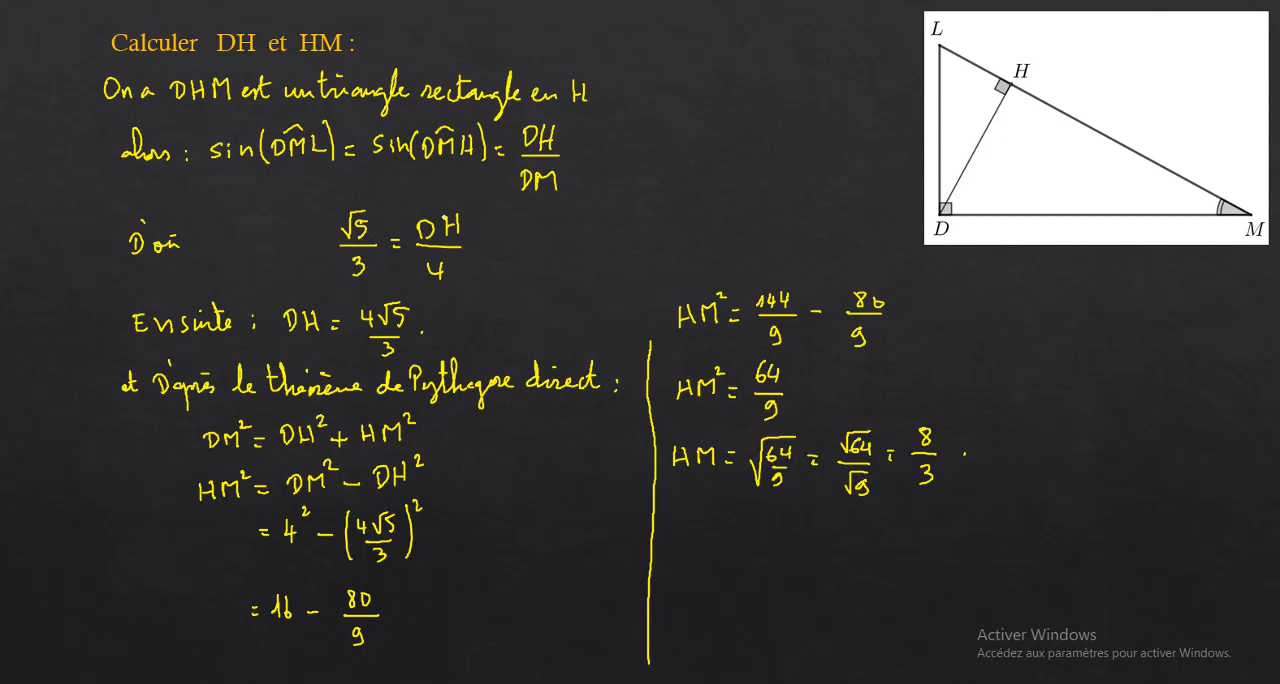 Calculer DH et HM :
On a DHM est un triangle rectangle en H
alors : sin(DM̂L) = sin(DM̂H) = DH/DM
D'où √5/3 = DH/4
Ensuite : DH = 4√5/3 .
et D'après le théorème de Pythagore direct :
DM² = DH² + HM²
HM² = DM² - DH²
= 4² - (4√5/3)²
= 16 - 80/9
HM² = 144/9 - 80/9
HM² = 64/9
HM = √(64/9) = √64/√9 = 8/3 .
L
H
D
M
Activer Windows
Accédez aux paramètres pour activer Windows.